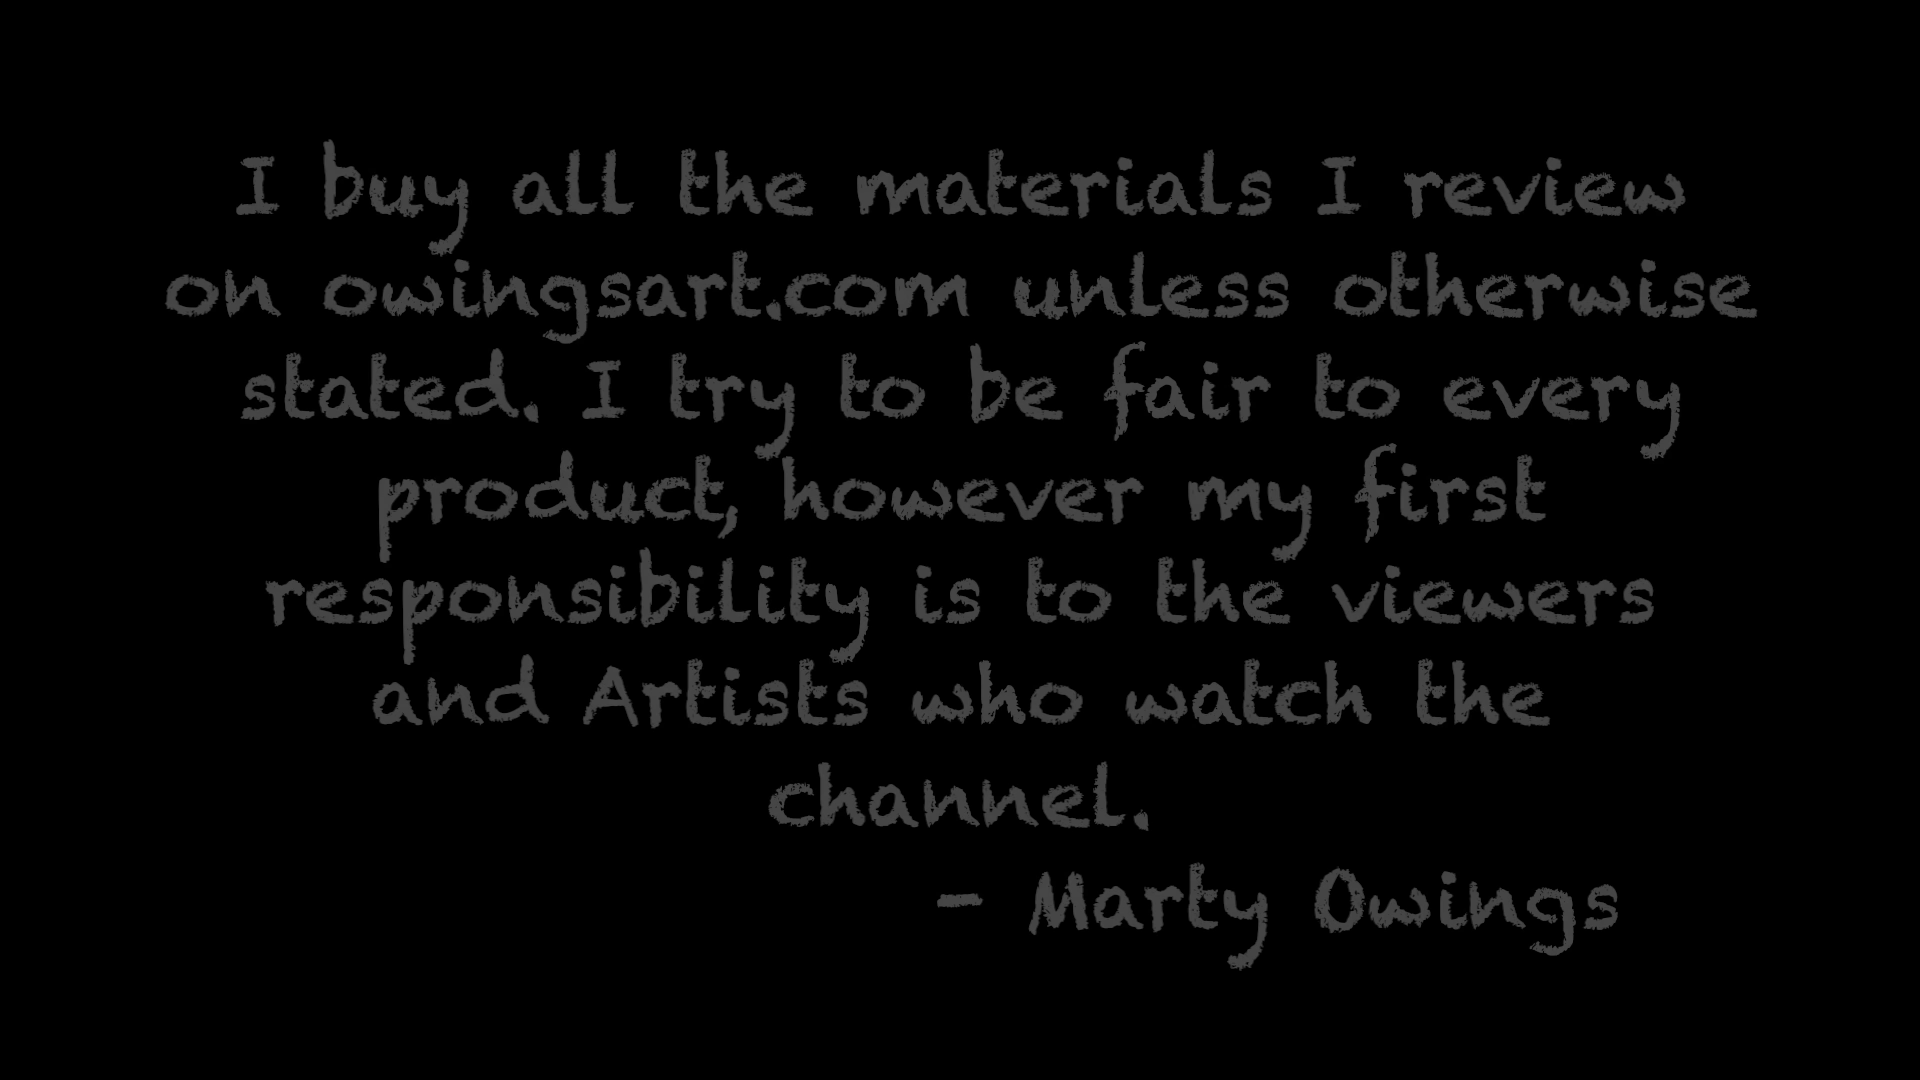 I buy all the materials I review
on owingsart.com unless otherwise
stated. I try to be fair to every
product, however my first
responsibility is to the viewers
and Artists who watch the
channel.
- Marty Owings